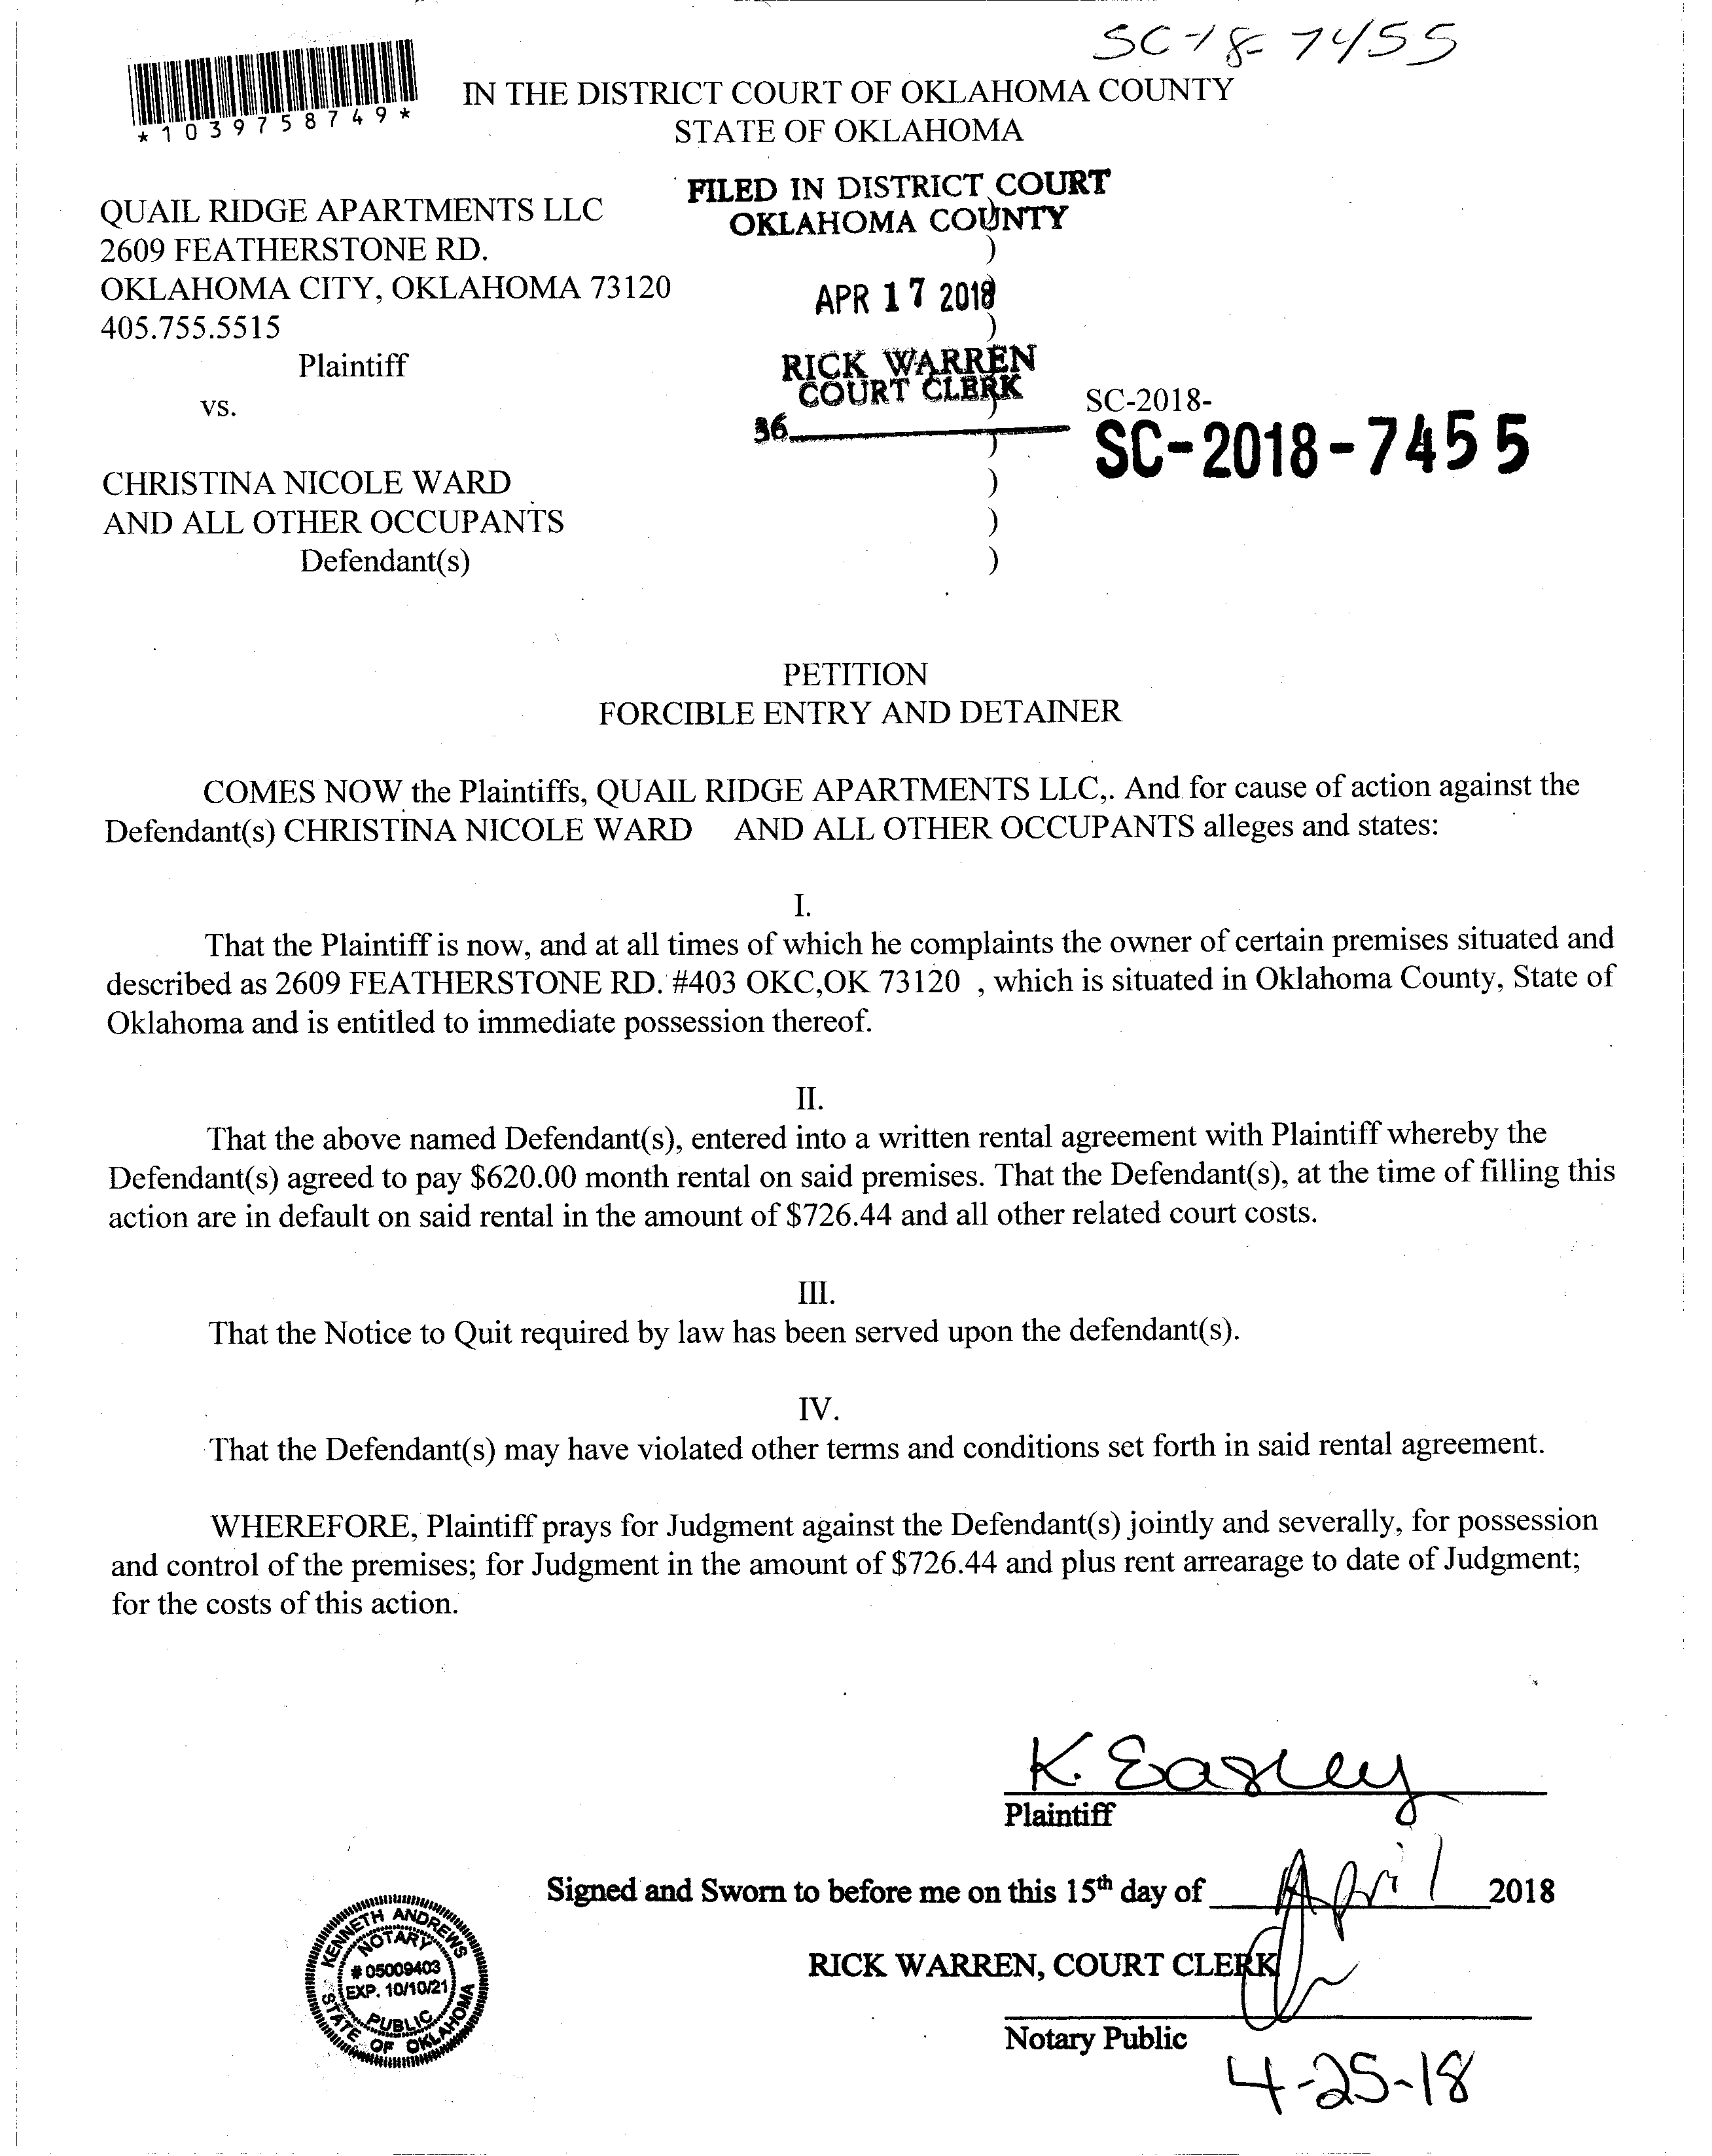 SC-18-7455
*1039758749*
IN THE DISTRICT COURT OF OKLAHOMA COUNTY
STATE OF OKLAHOMA
FILED IN DISTRICT COURT
OKLAHOMA COUNTY
QUAIL RIDGE APARTMENTS LLC
2609 FEATHERSTONE RD.
)
OKLAHOMA CITY, OKLAHOMA 73120
APR 17 2018
)
405.755.5515
)
Plaintiff
RICK WARREN
COURT CLERK
)
vs.
SC-2018-
36
)
SC-2018-7455
CHRISTINA NICOLE WARD
)
AND ALL OTHER OCCUPANTS
)
Defendant(s)
)
PETITION
FORCIBLE ENTRY AND DETAINER
COMES NOW the Plaintiffs, QUAIL RIDGE APARTMENTS LLC,. And for cause of action against the
Defendant(s) CHRISTINA NICOLE WARD AND ALL OTHER OCCUPANTS alleges and states:
I.
That the Plaintiff is now, and at all times of which he complaints the owner of certain premises situated and
described as 2609 FEATHERSTONE RD. #403 OKC,OK 73120 , which is situated in Oklahoma County, State of
Oklahoma and is entitled to immediate possession thereof.
II.
That the above named Defendant(s), entered into a written rental agreement with Plaintiff whereby the
Defendant(s) agreed to pay $620.00 month rental on said premises. That the Defendant(s), at the time of filling this
action are in default on said rental in the amount of $726.44 and all other related court costs.
III.
That the Notice to Quit required by law has been served upon the defendant(s).
IV.
That the Defendant(s) may have violated other terms and conditions set forth in said rental agreement.
WHEREFORE, Plaintiff prays for Judgment against the Defendant(s) jointly and severally, for possession
and control of the premises; for Judgment in the amount of $726.44 and plus rent arrearage to date of Judgment;
for the costs of this action.
K. Easley
Plaintiff
Signed and Sworn to before me on this 15th day of April 2018
RICK WARREN, COURT CLERK
KENNETH ANDREWS
NOTARY
# 05009403
EXP. 10/10/21
PUBLIC
STATE OF OKLAHOMA
Notary Public
4-25-18